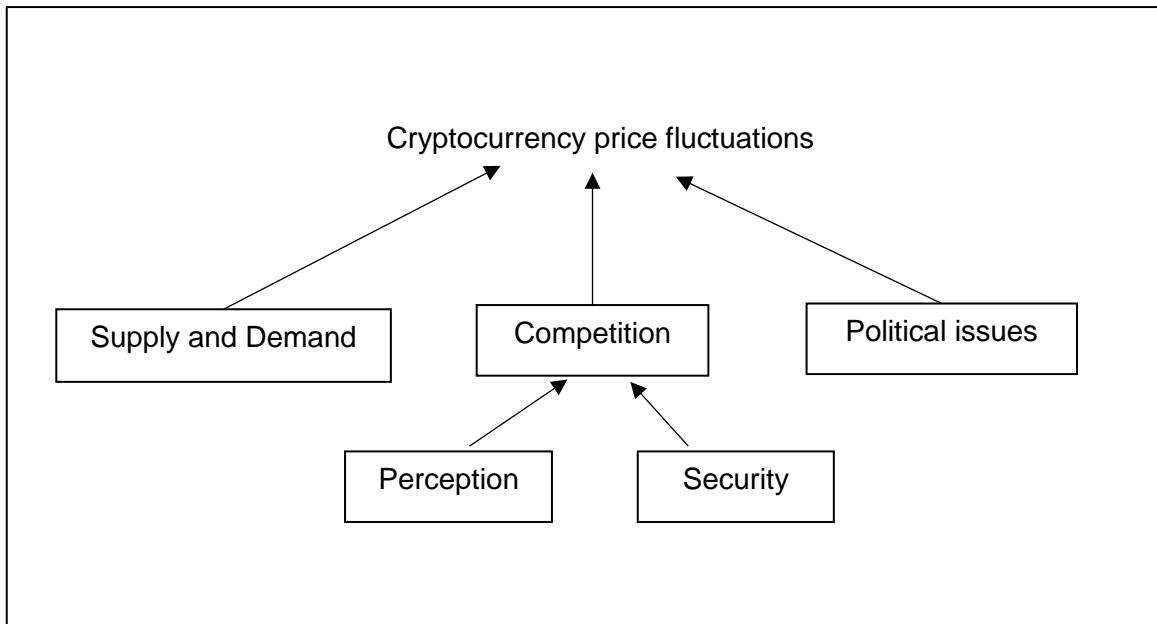 Cryptocurrency price fluctuations
Supply and Demand
Competition
Political issues
Perception
Security